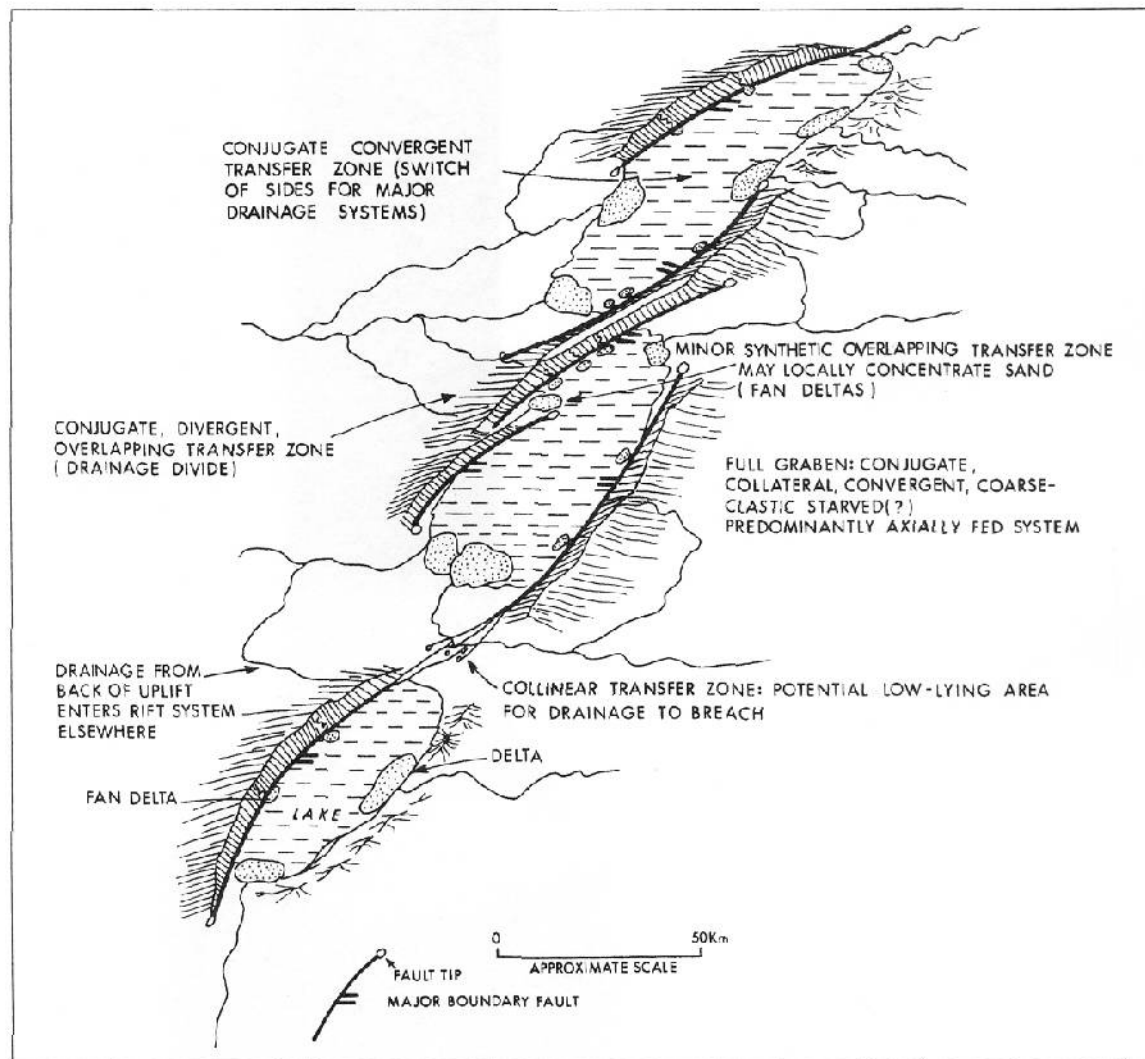 CONJUGATE CONVERGENT
TRANSFER ZONE (SWITCH
OF SIDES FOR MAJOR
DRAINAGE SYSTEMS)
MINOR SYNTHETIC OVERLAPPING TRANSFER ZONE
MAY LOCALLY CONCENTRATE SAND
(FAN DELTAS)
CONJUGATE, DIVERGENT,
OVERLAPPING TRANSFER ZONE
(DRAINAGE DIVIDE)
FULL GRABEN: CONJUGATE,
COLLATERAL, CONVERGENT, COARSE-
CLASTIC STARVED(?)
PREDOMINANTLY AXIALLY FED SYSTEM
DRAINAGE FROM
BACK OF UPLIFT
ENTERS RIFT SYSTEM
ELSEWHERE
COLLINEAR TRANSFER ZONE: POTENTIAL LOW-LYING AREA
FOR DRAINAGE TO BREACH
DELTA
FAN DELTA
LAKE
0 50Km
APPROXIMATE SCALE
FAULT TIP
MAJOR BOUNDARY FAULT